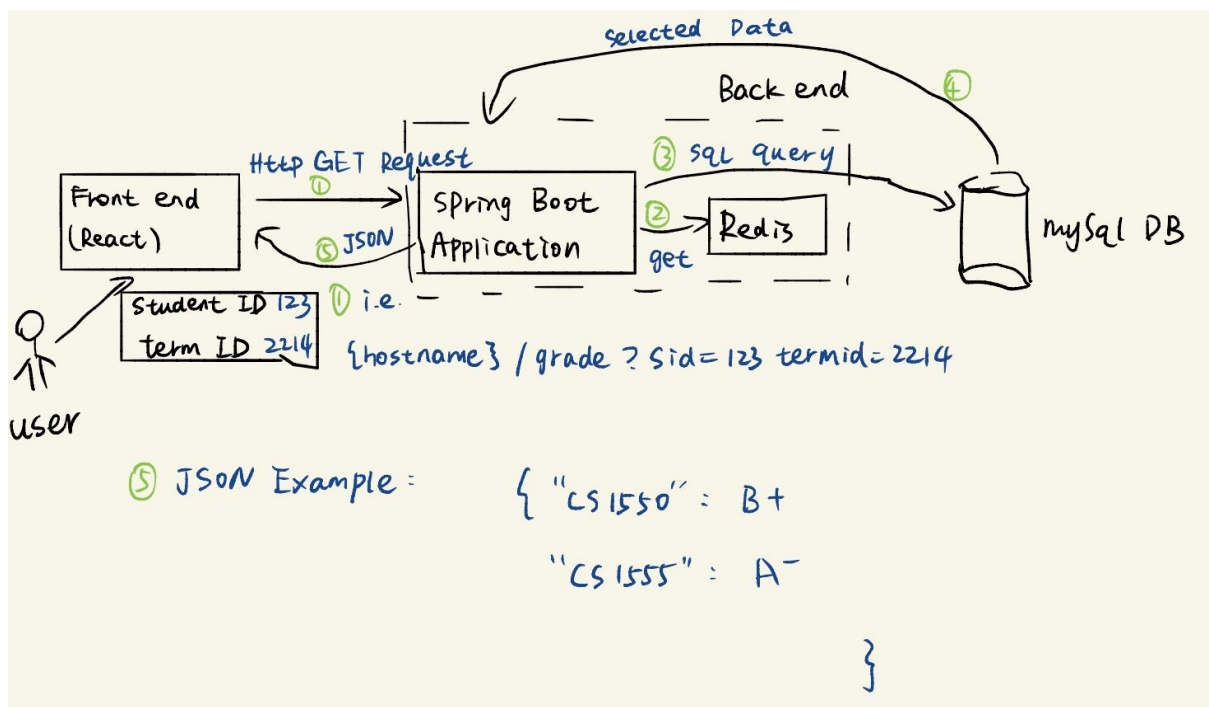 Selected Data
Back end
④
Http GET Request
①
③ SQL query
Front end
(React)
Spring Boot
Application
②
get
Redis
MySql DB
⑤ JSON
Student ID 123
term ID 2214
① i.e.
{hostname} / grade ? sid=123 termid=2214
user
⑤ JSON Example:
{ "CS1550" : B+
"CS1555" : A-
}